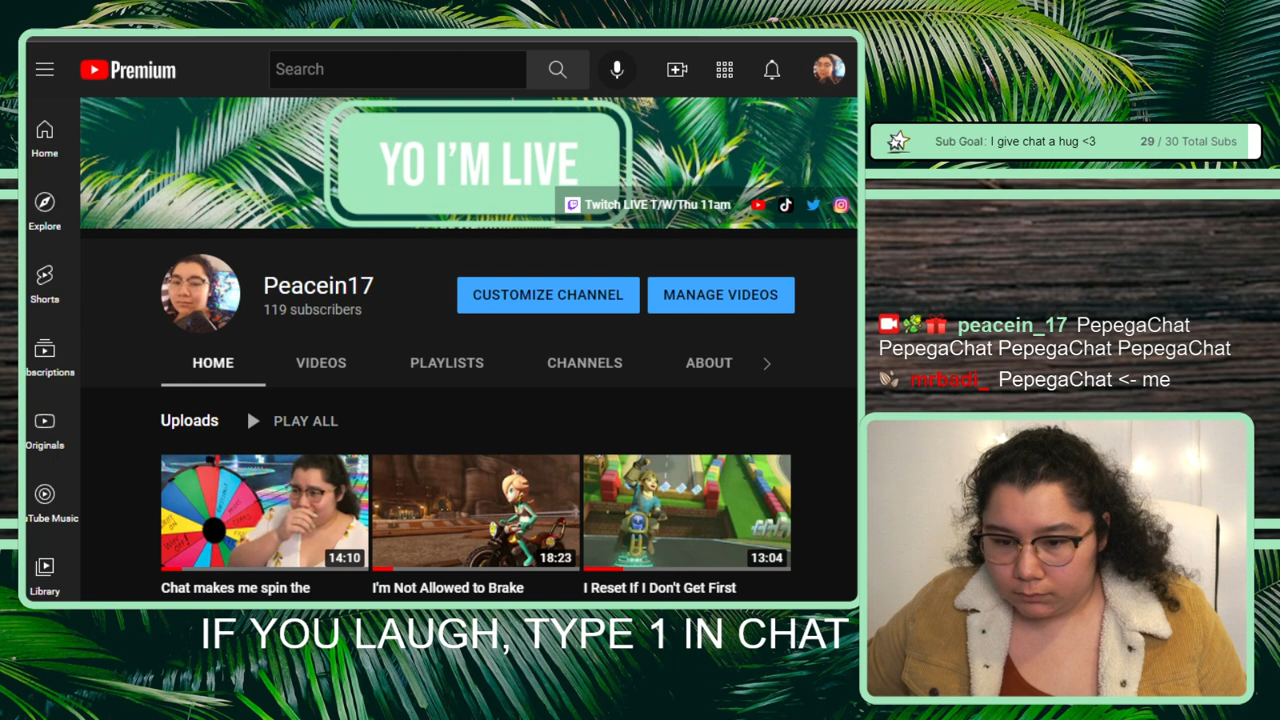 Premium
Search
Home
Explore
Shorts
bscriptions
Originals
uTube Music
Library
YO I'M LIVE
Twitch LIVE T/W/Thu 11am
Peacein17
119 subscribers
CUSTOMIZE CHANNEL
MANAGE VIDEOS
HOME VIDEOS PLAYLISTS CHANNELS ABOUT
Uploads PLAY ALL
14:10
18:23
13:04
Chat makes me spin the
I'm Not Allowed to Brake
I Reset If I Don't Get First
IF YOU LAUGH, TYPE 1 IN CHAT
Sub Goal: I give chat a hug <3 29 / 30 Total Subs
peacein_17 PepegaChat
PepegaChat PepegaChat PepegaChat
mrbadi_ PepegaChat <- me